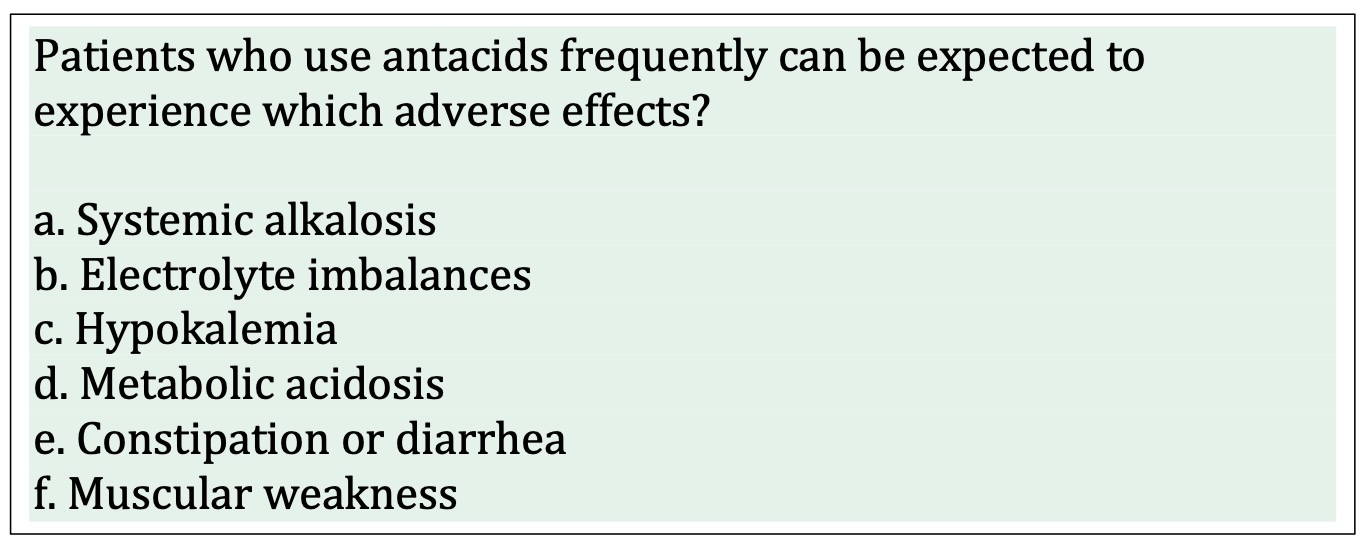 Patients who use antacids frequently can be expected to
experience which adverse effects?
a. Systemic alkalosis
b. Electrolyte imbalances
c. Hypokalemia
d. Metabolic acidosis
e. Constipation or diarrhea
f. Muscular weakness